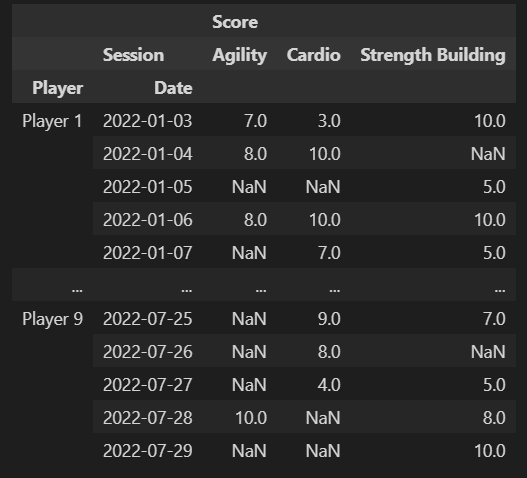 Score
Session Agility Cardio Strength Building
Player Date
Player 1 2022-01-03 7.0 3.0 10.0
2022-01-04 8.0 10.0 NaN
2022-01-05 NaN NaN 5.0
2022-01-06 8.0 10.0 10.0
2022-01-07 NaN 7.0 5.0
... ... ... ... ...
Player 9 2022-07-25 NaN 9.0 7.0
2022-07-26 NaN 8.0 NaN
2022-07-27 NaN 4.0 5.0
2022-07-28 10.0 NaN 8.0
2022-07-29 NaN NaN 10.0